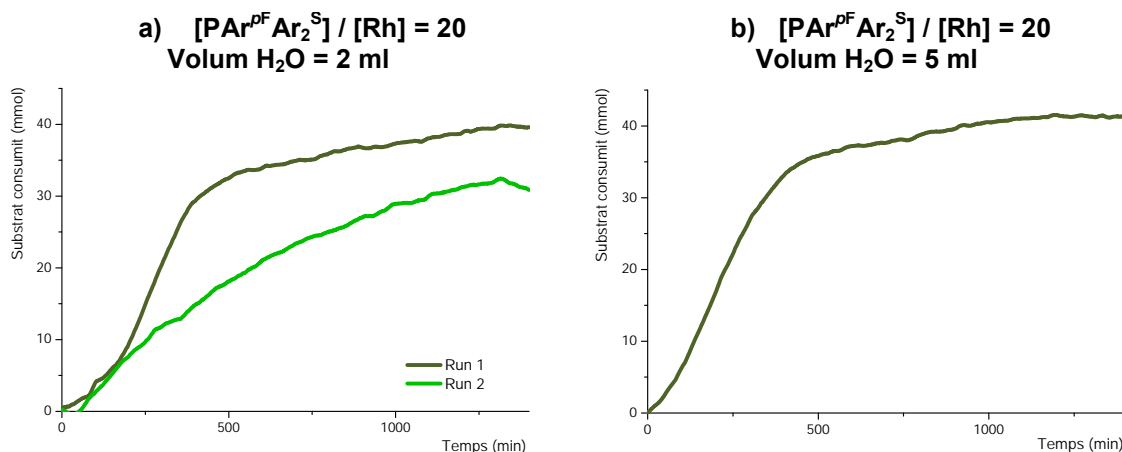 a) [PAr^pF Ar₂^S] / [Rh] = 20
Volum H₂O = 2 ml
Substrat consumit (mmol)
40
30
20
10
0
0
500
1000
Temps (min)
Run 1
Run 2
b) [PAr^pF Ar₂^S] / [Rh] = 20
Volum H₂O = 5 ml
Substrat consumit (mmol)
40
30
20
10
0
0
500
1000
Temps (min)